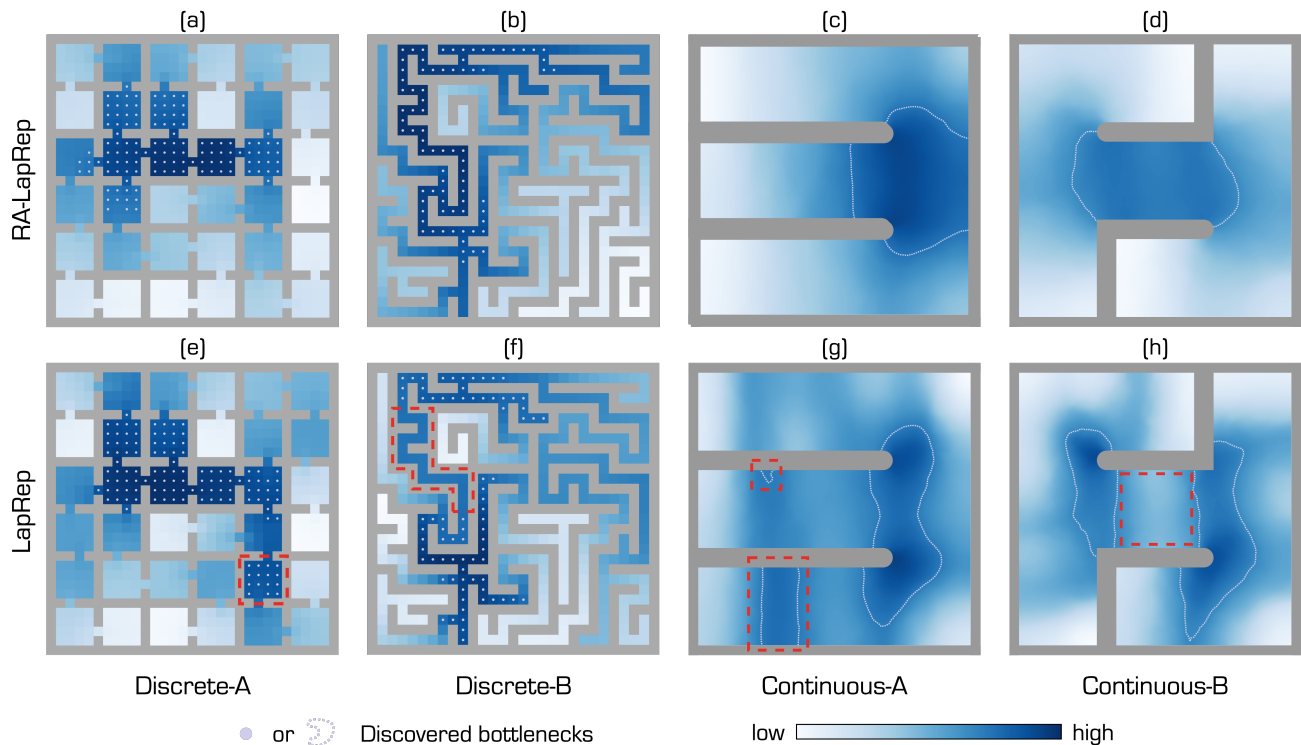 (a) (b) (c) (d)
RA-LapRep
(e) (f) (g) (h)
LapRep
Discrete-A Discrete-B Continuous-A Continuous-B
or Discovered bottlenecks low high